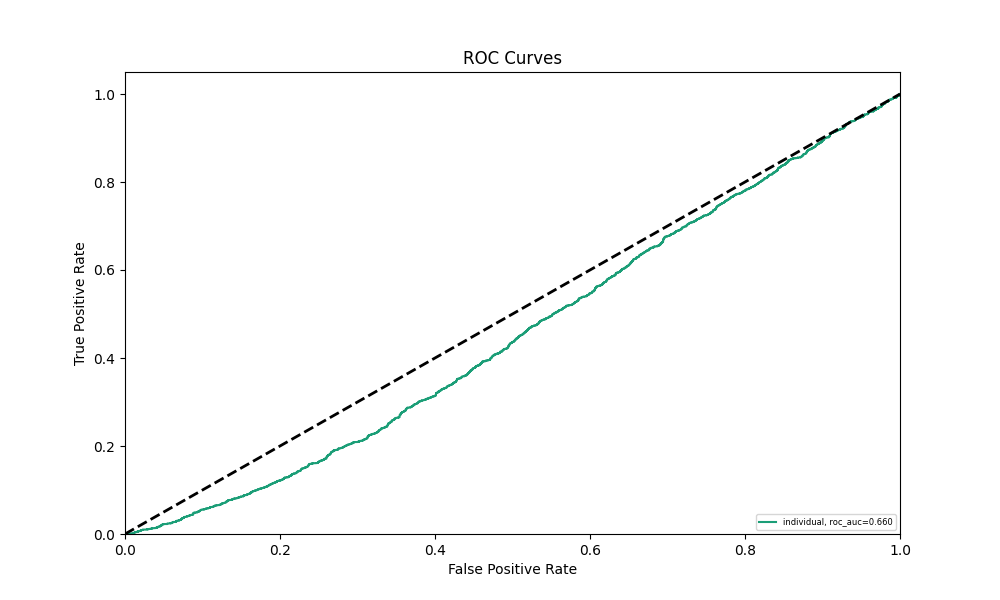 ROC Curves
True Positive Rate
1.0
0.8
0.6
0.4
0.2
0.0
individual, roc_auc=0.660
0.0 0.2 0.4 0.6 0.8 1.0
False Positive Rate